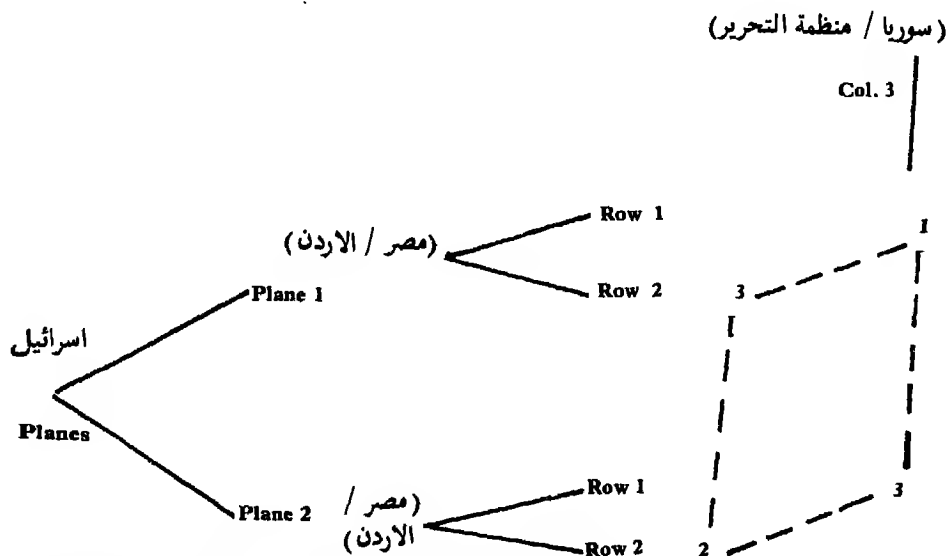 (سوريا / منظمة التحرير)
Col. 3
Row 1
1
(مصر / الاردن)
Row 2
3
Plane 1
اسرائيل
Planes
Row 1
3
(مصر /
Plane 2
الاردن)
Row 2
2